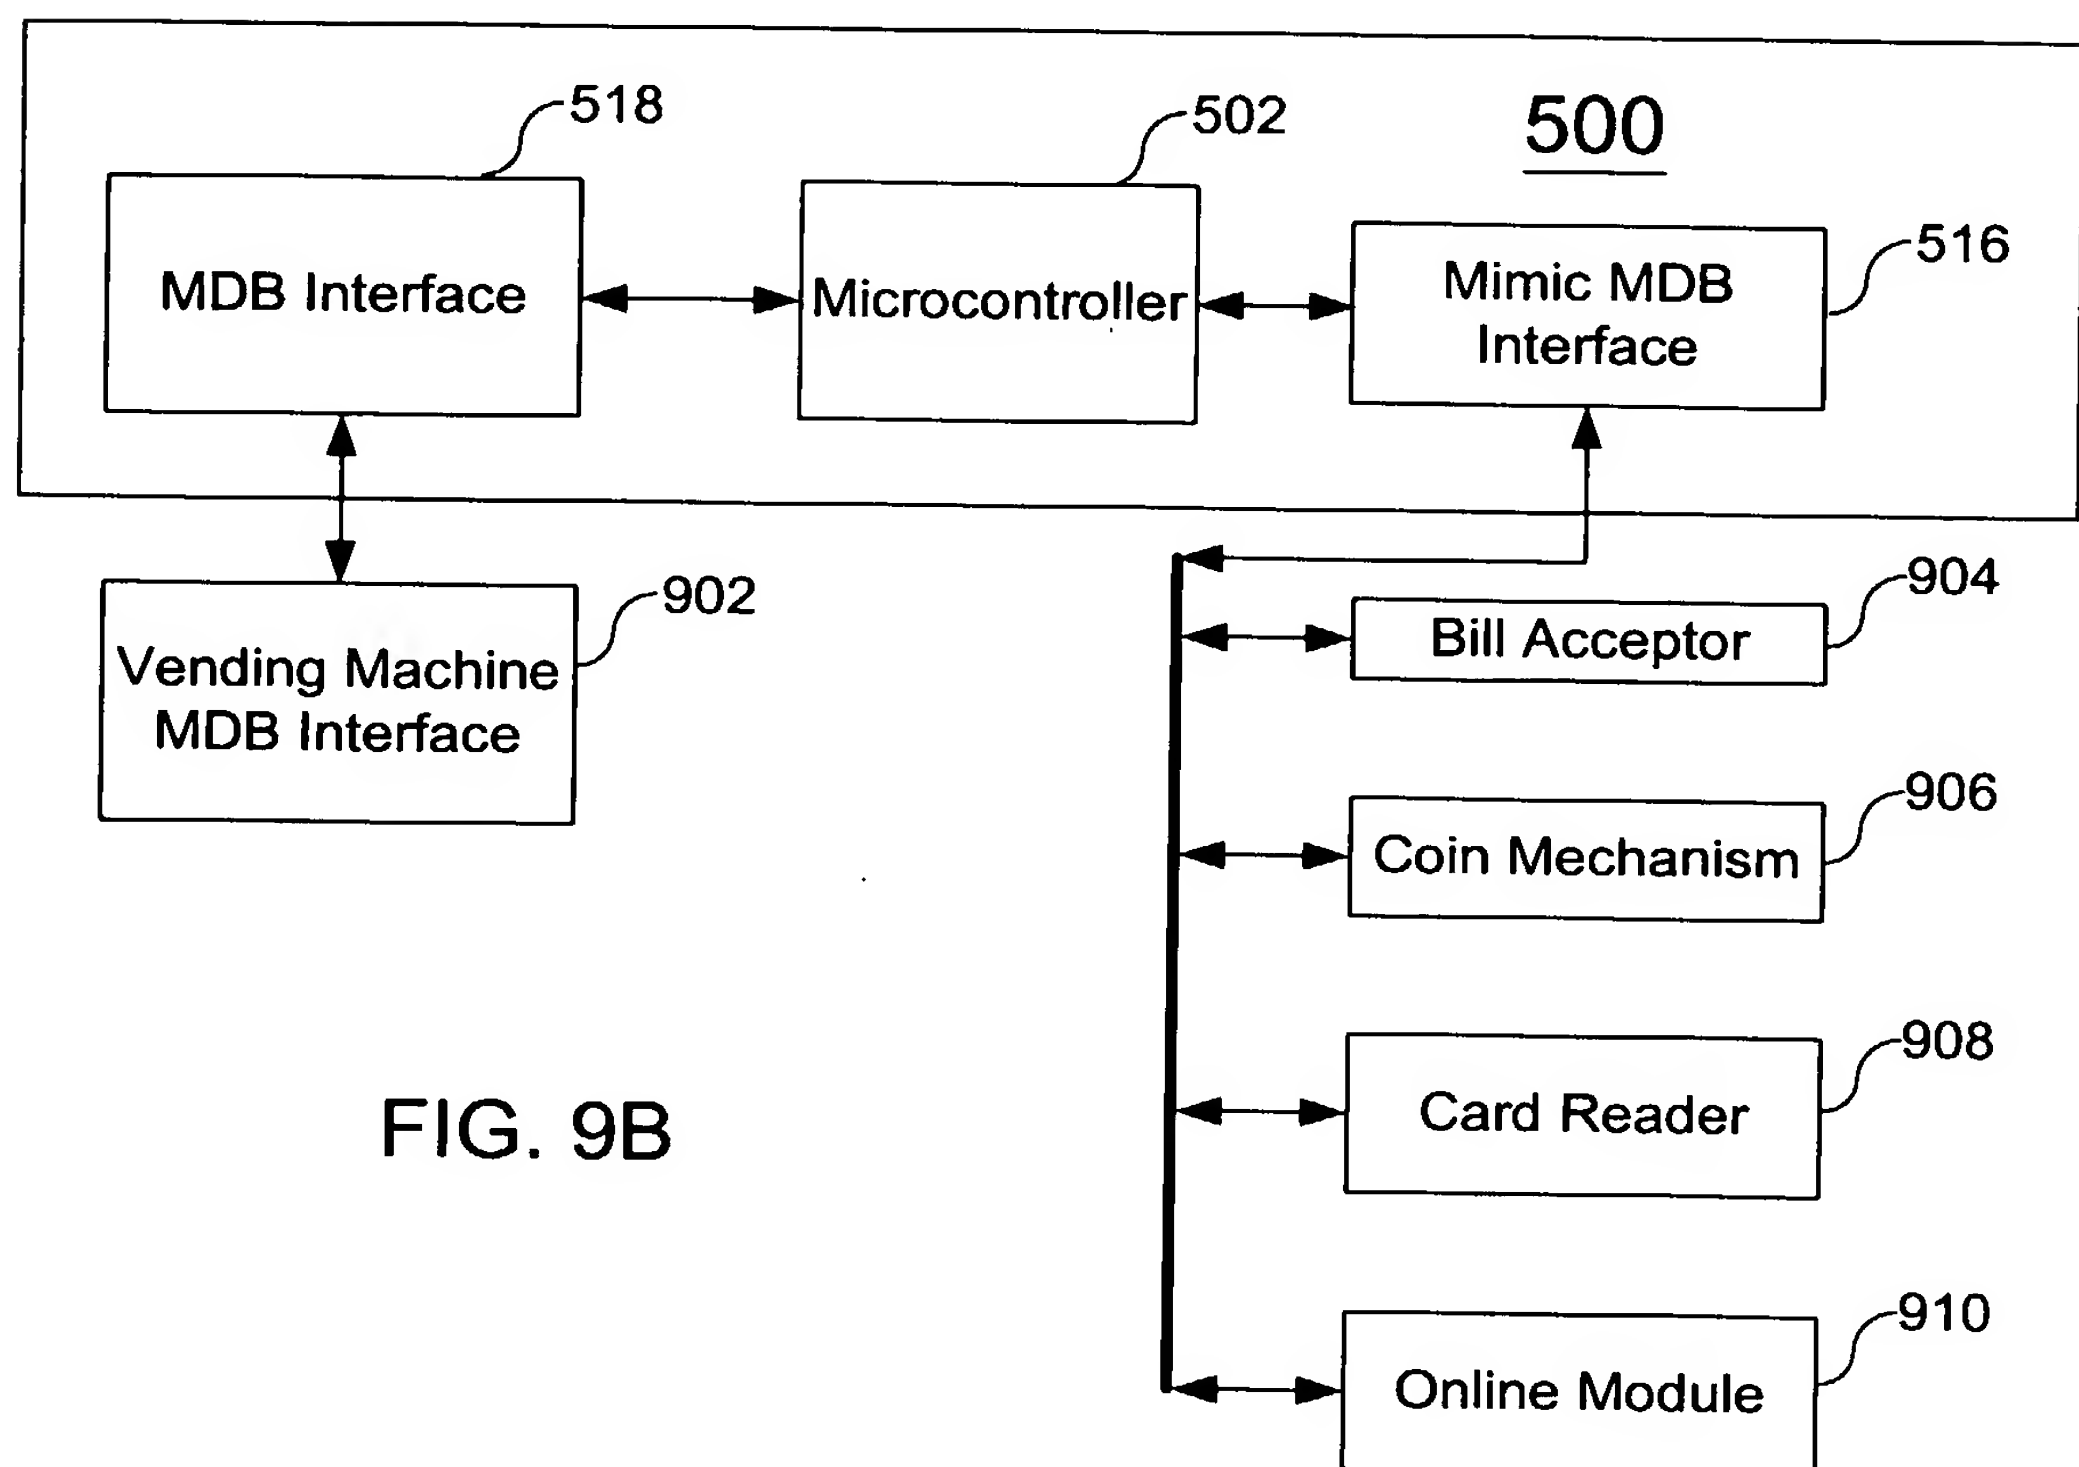 518
502
500
MDB Interface
Microcontroller
Mimic MDB
Interface
516
902
Vending Machine
MDB Interface
904
Bill Acceptor
906
Coin Mechanism
908
Card Reader
910
Online Module
FIG. 9B